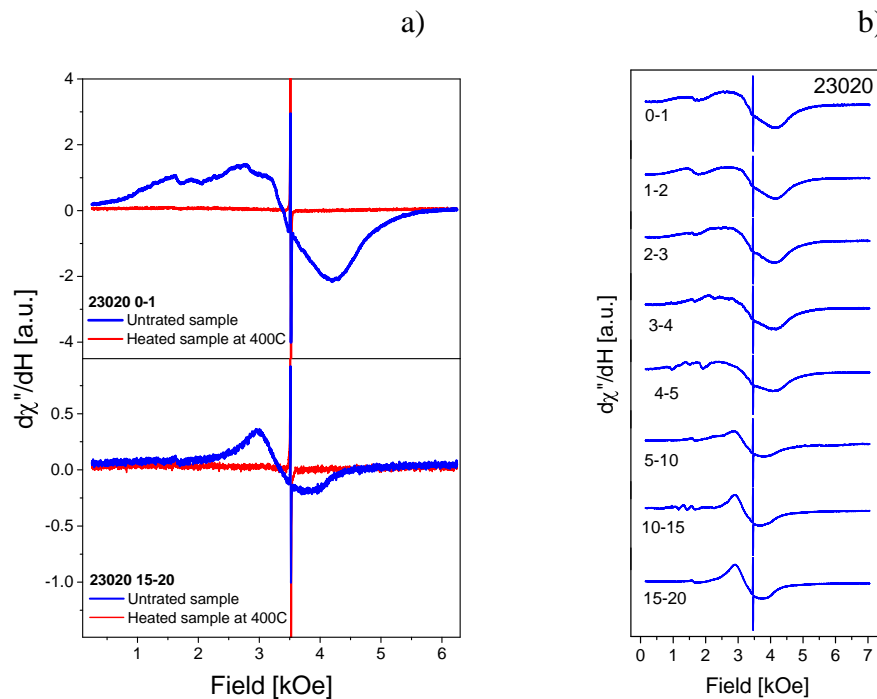 a)
4
2
0
-2
-4
23020 0-1
Untrated sample
Heated sample at 400C
0.5
0.0
-0.5
-1.0
23020 15-20
Untrated sample
Heated sample at 400C
1 2 3 4 5 6
Field [kOe]
dχ"/dH [a.u.]
b)
23020
0-1
1-2
2-3
3-4
4-5
5-10
10-15
15-20
0 1 2 3 4 5 6 7
Field [kOe]
dχ"/dH [a.u.]